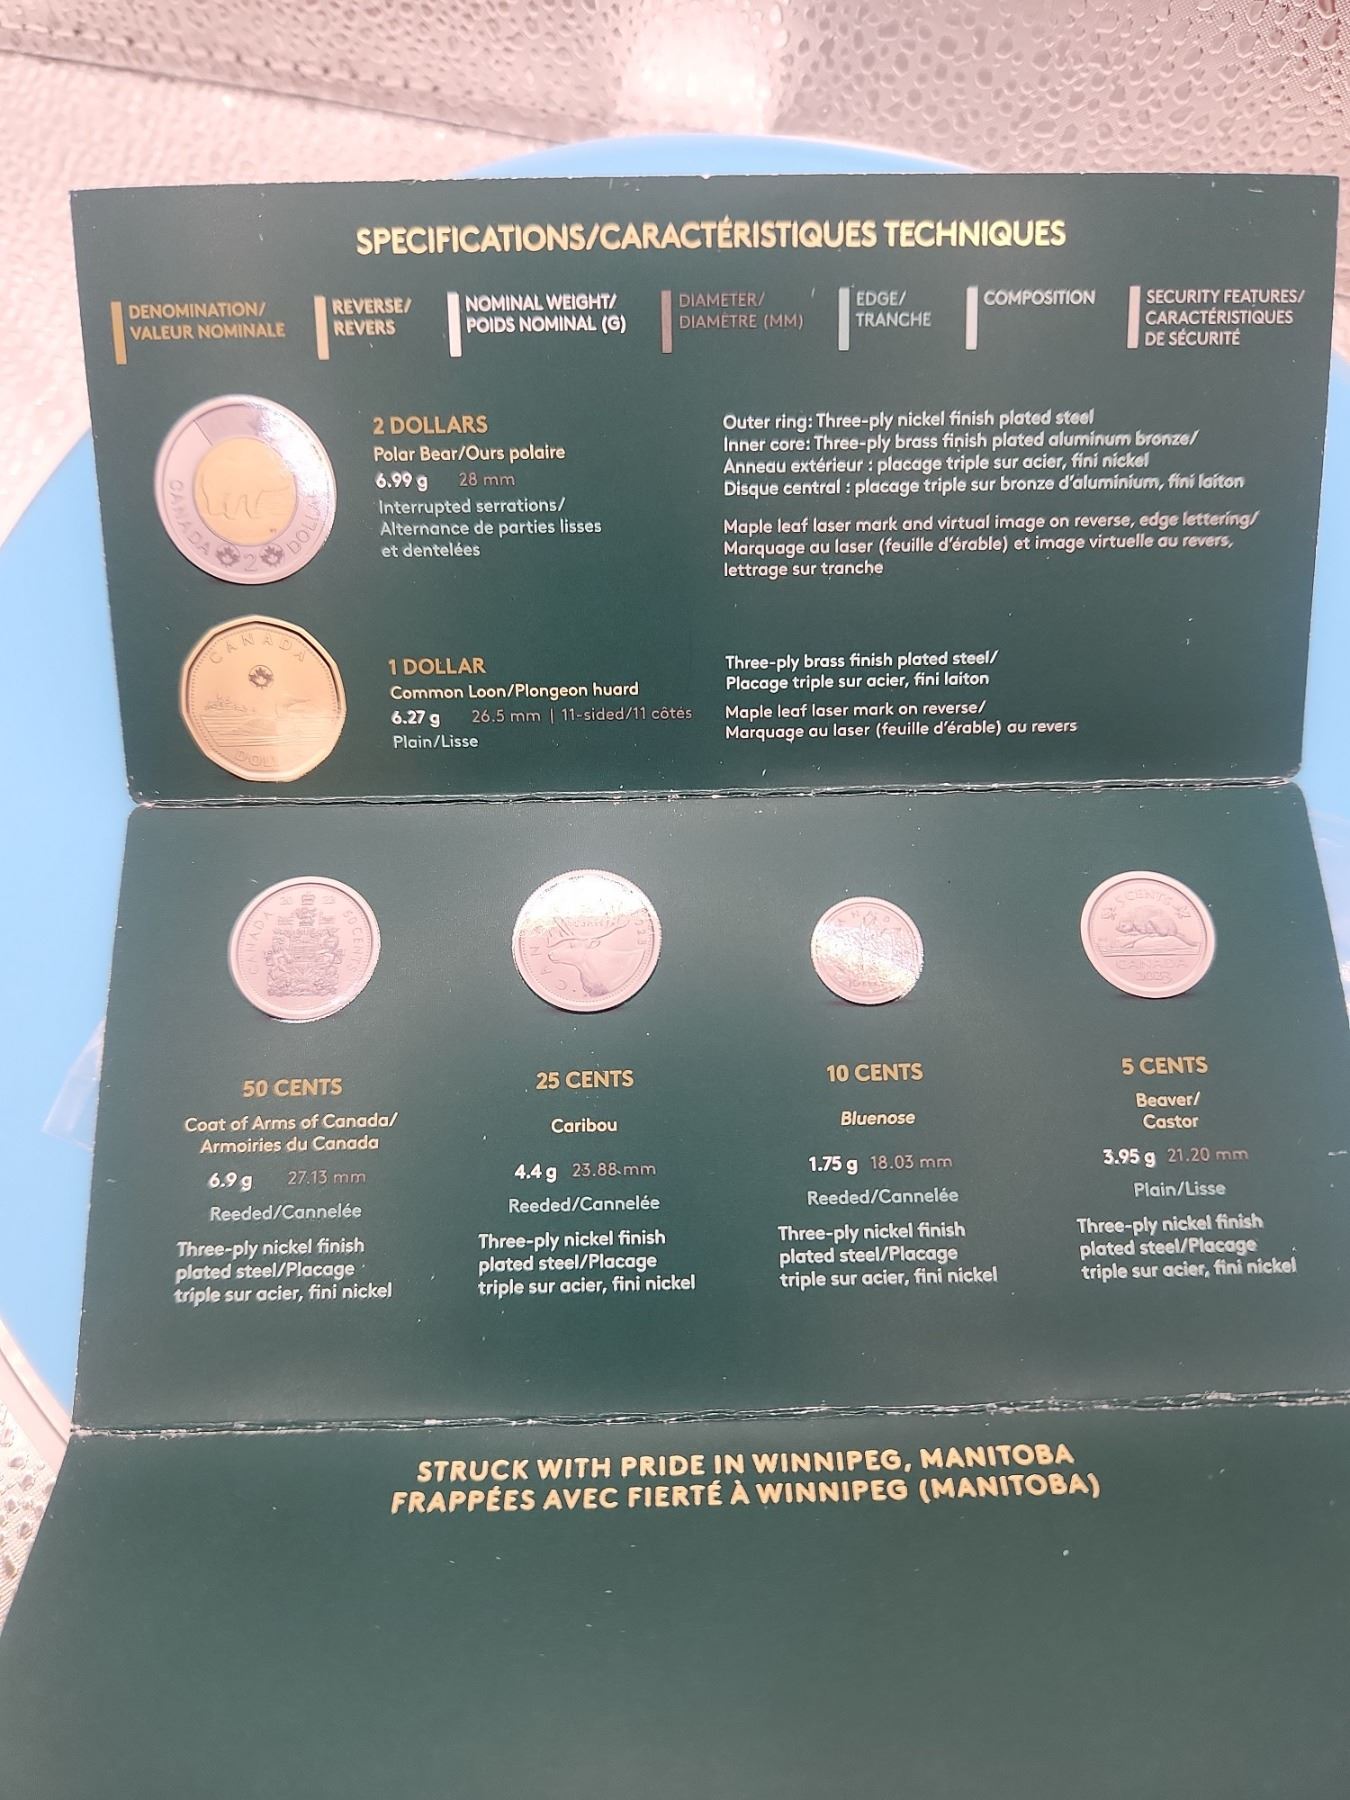 SPECIFICATIONS/CARACTÉRISTIQUES TECHNIQUES
DENOMINATION/
VALEUR NOMINALE
REVERSE/
REVERS
NOMINAL WEIGHT/
POIDS NOMINAL (G)
DIAMETER/
DIAMÈTRE (MM)
EDGE/
TRANCHE
COMPOSITION
SECURITY FEATURES/
CARACTÉRISTIQUES
DE SÉCURITÉ
CANADA 2 DOLLARS
2 DOLLARS
Polar Bear/Ours polaire
6.99 g 28 mm
Interrupted serrations/
Alternance de parties lisses
et dentelées
Outer ring: Three-ply nickel finish plated steel
Inner core: Three-ply brass finish plated aluminum bronze/
Anneau extérieur : placage triple sur acier, fini nickel
Disque central : placage triple sur bronze d'aluminium, fini laiton
Maple leaf laser mark and virtual image on reverse, edge lettering/
Marquage au laser (feuille d'érable) et image virtuelle au revers,
lettrage sur tranche
CANADA
1 DOLLAR
Common Loon/Plongeon huard
6.27 g 26.5 mm | 11-sided/11 côtés
Plain/Lisse
Three-ply brass finish plated steel/
Placage triple sur acier, fini laiton
Maple leaf laser mark on reverse/
Marquage au laser (feuille d'érable) au revers
CANADA 20 23 50 CENTS
5 CENTS
CANADA
2023
50 CENTS
Coat of Arms of Canada/
Armoiries du Canada
6.9 g 27.13 mm
Reeded/Cannelée
Three-ply nickel finish
plated steel/Placage
triple sur acier, fini nickel
25 CENTS
Caribou
4.4 g 23.88 mm
Reeded/Cannelée
Three-ply nickel finish
plated steel/Placage
triple sur acier, fini nickel
10 CENTS
Bluenose
1.75 g 18.03 mm
Reeded/Cannelée
Three-ply nickel finish
plated steel/Placage
triple sur acier, fini nickel
5 CENTS
Beaver/
Castor
3.95 g 21.20 mm
Plain/Lisse
Three-ply nickel finish
plated steel/Placage
triple sur acier, fini nickel
STRUCK WITH PRIDE IN WINNIPEG, MANITOBA
FRAPPÉES AVEC FIERTÉ À WINNIPEG (MANITOBA)